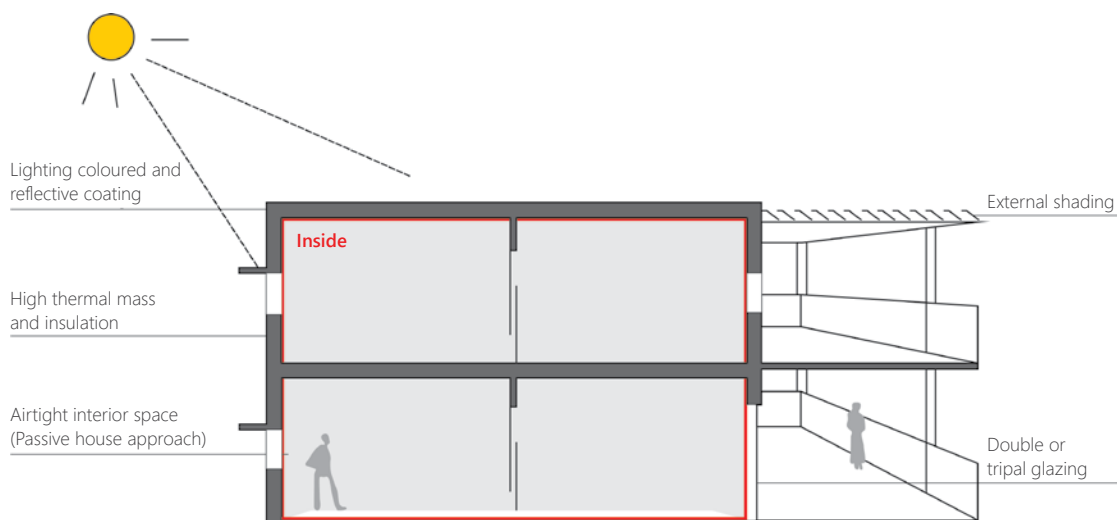 Lighting coloured and
reflective coating
External shading
Inside
High thermal mass
and insulation
Airtight interior space
(Passive house approach)
Double or
tripal glazing